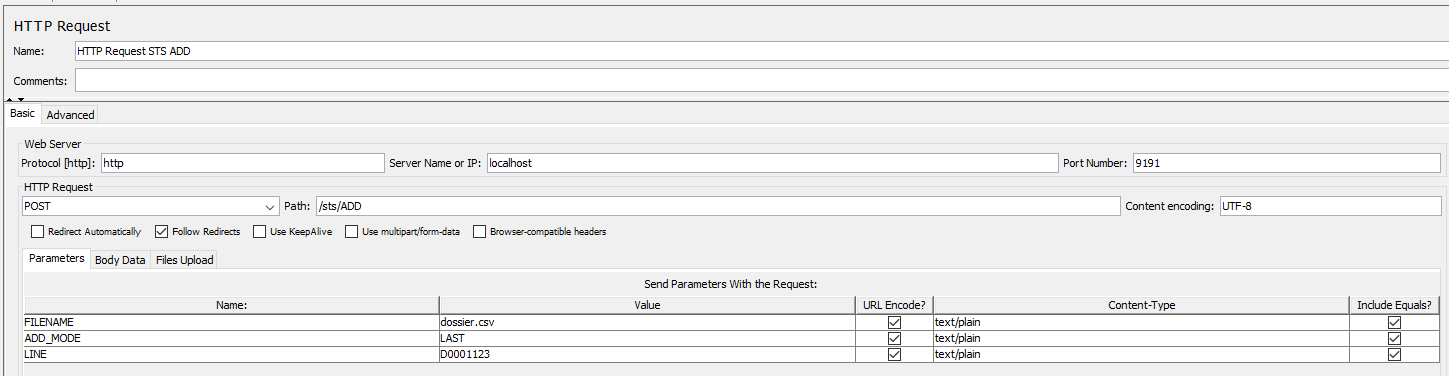 HTTP Request
Name: HTTP Request STS ADD
Comments:
Basic Advanced
Web Server
Protocol [http]: http Server Name or IP: localhost Port Number: 9191
HTTP Request
POST Path: /sts/ADD Content encoding: UTF-8
Redirect Automatically Follow Redirects Use KeepAlive Use multipart/form-data Browser-compatible headers
Parameters Body Data Files Upload
Send Parameters With the Request:
Name: Value URL Encode? Content-Type Include Equals?
FILENAME dossier.csv text/plain
ADD_MODE LAST text/plain
LINE D0001123 text/plain